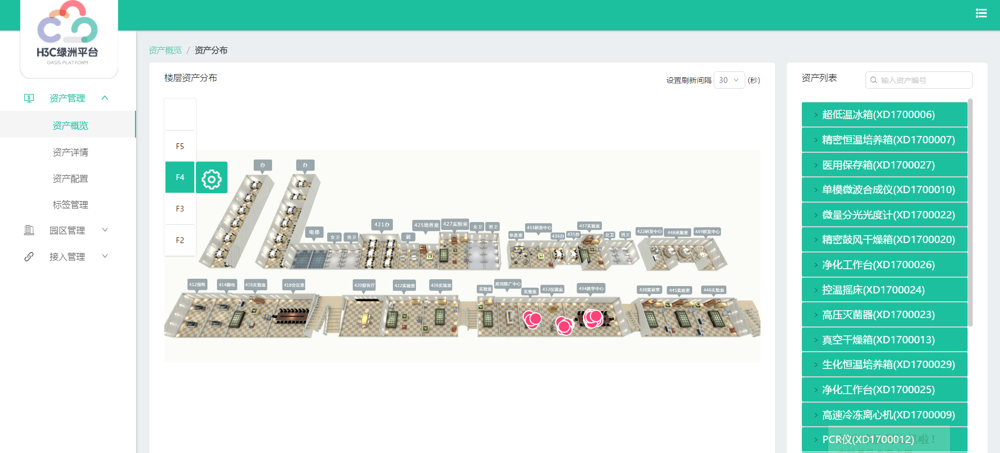 H3C绿洲平台
OASIS PLATFORM
资产管理
资产概览
资产详情
资产配置
标签管理
园区管理
接入管理
资产概览 / 资产分布
楼层资产分布
设置刷新间隔 30 (秒)
F5
F4
F3
F2
办 办
电梯 女卫 男卫 421办 弱 425培养室 427实验室 女卫 男卫
休息室 433研发中心 436办 435办 437实验室 女卫 男卫 422研发中心 448采集室 449研发中心
412强电 414弱电 416实验室 418会议室 420报告厅 422实验室 426实验室
实验室 应用推广中心 实验室 432仪器室 434教学中心 438实验室 445实验室 446实验室
资产列表
输入资产编号
超低温冰箱(XD1700006)
精密恒温培养箱(XD1700007)
医用保存箱(XD1700027)
单模微波合成仪(XD1700010)
微量分光光度计(XD1700022)
精密鼓风干燥箱(XD1700020)
净化工作台(XD1700026)
控温摇床(XD1700024)
高压灭菌器(XD1700023)
真空干燥箱(XD1700013)
生化恒温培养箱(XD1700029)
净化工作台(XD1700025)
高速冷冻离心机(XD1700009)
PCR仪(XD1700012)